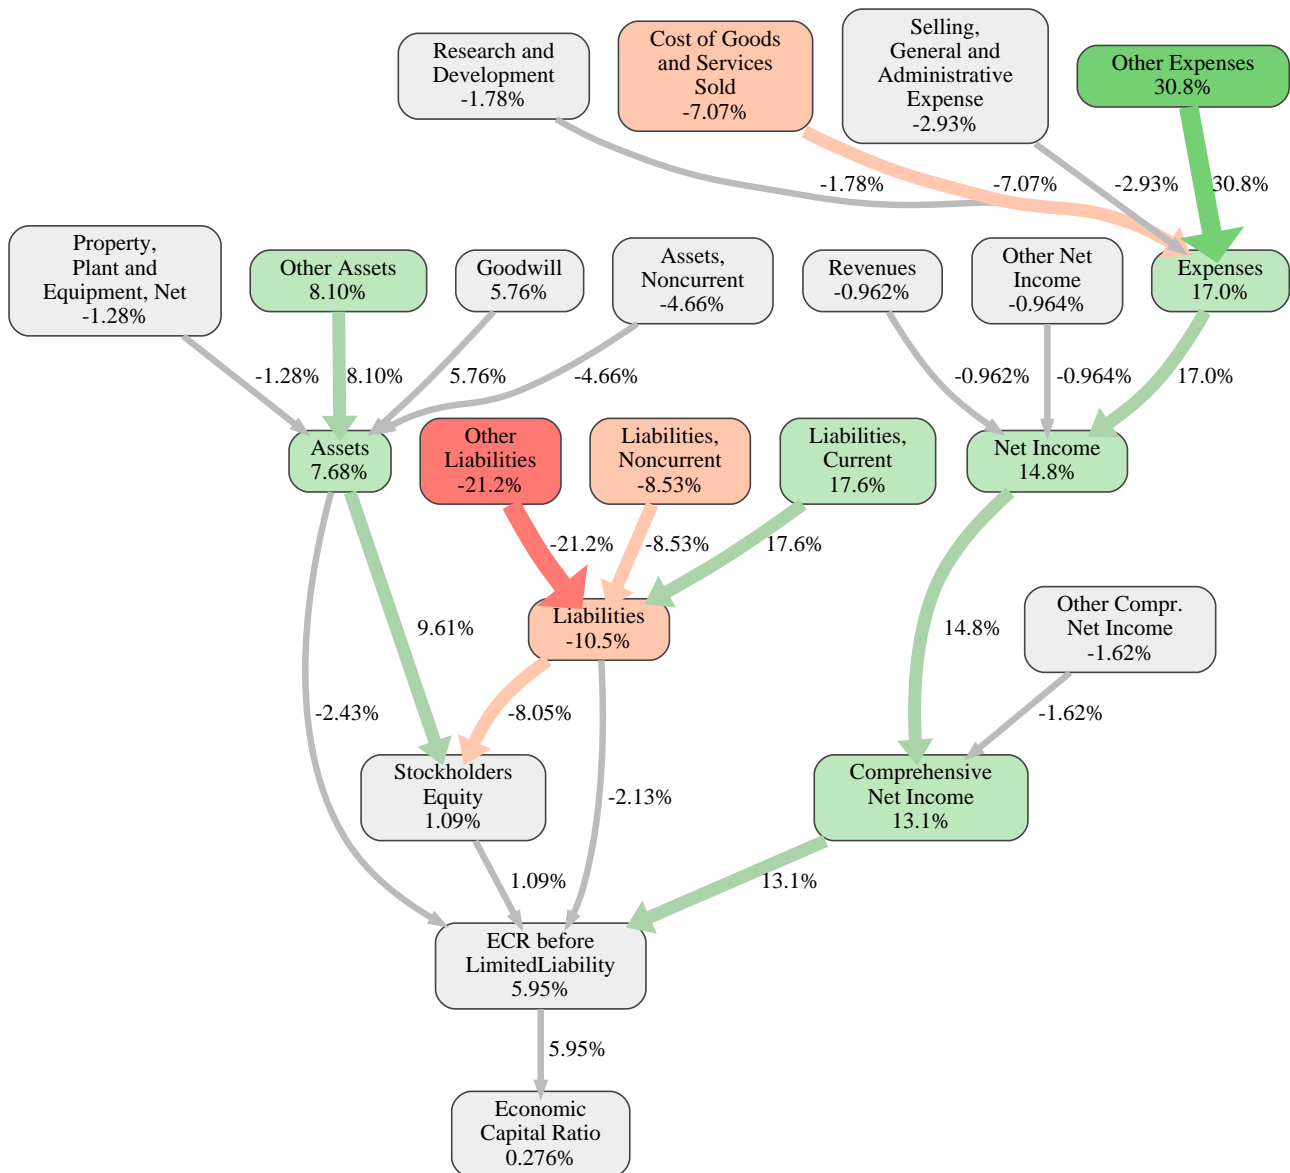 Research and
Development
-1.78%
Cost of Goods
and Services
Sold
-7.07%
Selling,
General and
Administrative
Expense
-2.93%
Other Expenses
30.8%
-1.78%
-7.07%
-2.93%
30.8%
Property,
Plant and
Equipment, Net
-1.28%
Other Assets
8.10%
Goodwill
5.76%
Assets,
Noncurrent
-4.66%
Revenues
-0.962%
Other Net
Income
-0.964%
Expenses
17.0%
-1.28%
8.10%
5.76%
-4.66%
-0.962%
-0.964%
17.0%
Assets
7.68%
Other
Liabilities
-21.2%
Liabilities,
Noncurrent
-8.53%
Liabilities,
Current
17.6%
Net Income
14.8%
-21.2%
-8.53%
17.6%
9.61%
Liabilities
-10.5%
14.8%
Other Compr.
Net Income
-1.62%
-2.43%
-8.05%
-1.62%
Stockholders
Equity
1.09%
-2.13%
Comprehensive
Net Income
13.1%
1.09%
13.1%
ECR before
LimitedLiability
5.95%
5.95%
Economic
Capital Ratio
0.276%